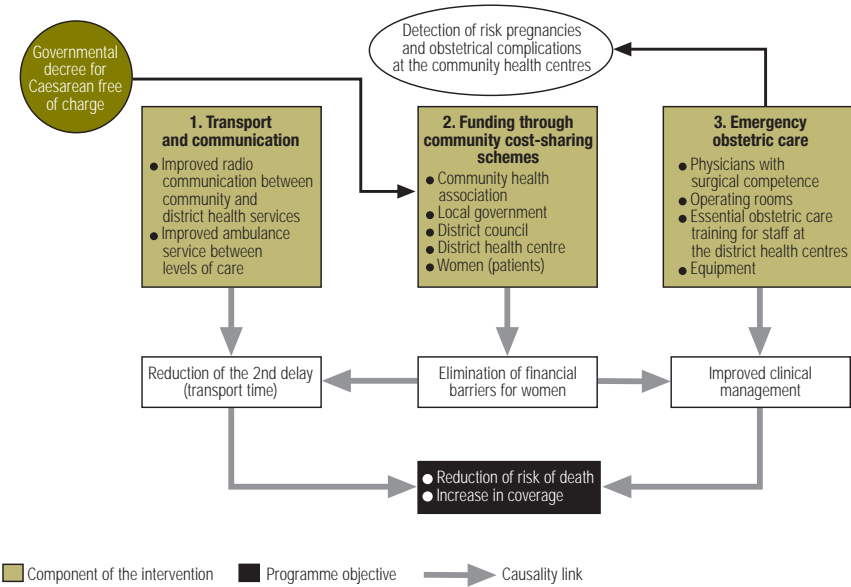 Governmental
decree for
Caesarean free
of charge
Detection of risk pregnancies
and obstetrical complications
at the community health centres
1. Transport
and communication
● Improved radio
communication between
community and
district health services
● Improved ambulance
service between
levels of care
2. Funding through
community cost-sharing
schemes
● Community health
association
● Local government
● District council
● District health centre
● Women (patients)
3. Emergency
obstetric care
● Physicians with
surgical competence
● Operating rooms
● Essential obstetric care
training for staff at
the district health centres
● Equipment
Reduction of the 2nd delay
(transport time)
Elimination of financial
barriers for women
Improved clinical
management
● Reduction of risk of death
● Increase in coverage
Component of the intervention
Programme objective
Causality link